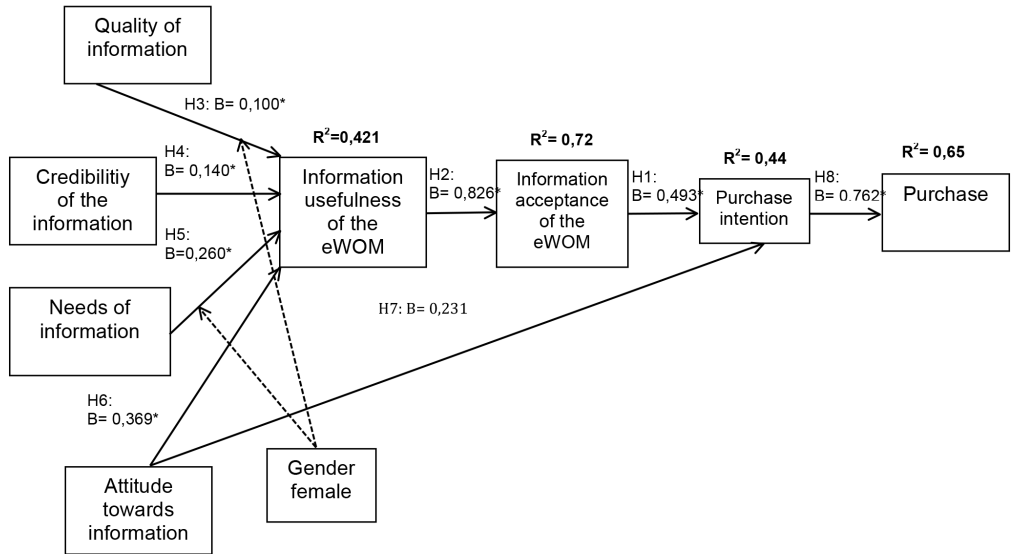 Quality of
information
H3: B= 0,100*
R²=0,421
R²= 0,72
R²= 0,44
R²= 0,65
H4:
B= 0,140*
Credibilitiy
of the
information
Information
usefulness
of the
eWOM
H2:
B= 0,826*
Information
acceptance
of the
eWOM
H1:
B= 0,493*
Purchase
intention
H8:
B= 0.762*
Purchase
H5:
B=0,260*
Needs of
information
H7: B= 0,231
H6:
B= 0,369*
Attitude
towards
information
Gender
female